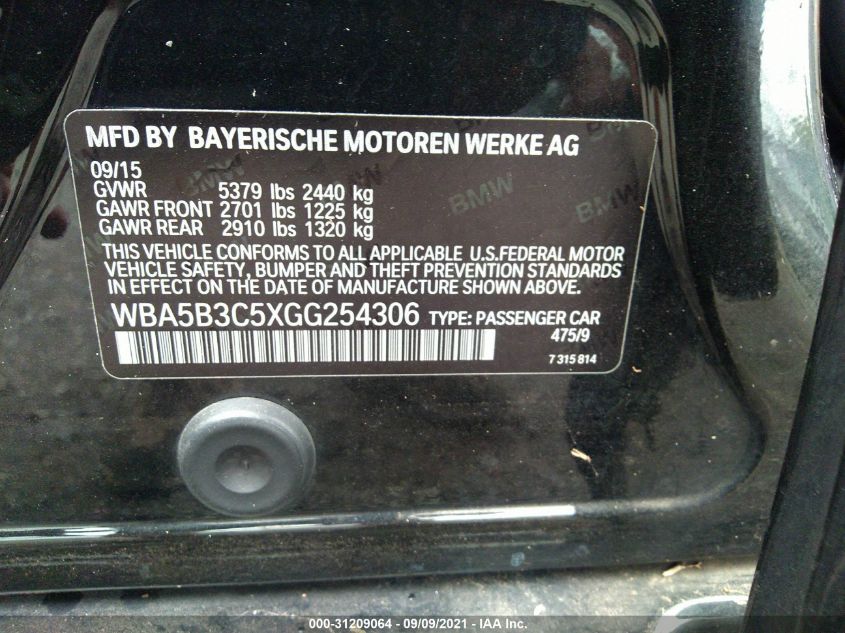 MFD BY BAYERISCHE MOTOREN WERKE AG
09/15
GVWR 5379 lbs 2440 kg
GAWR FRONT 2701 lbs 1225 kg
GAWR REAR 2910 lbs 1320 kg
THIS VEHICLE CONFORMS TO ALL APPLICABLE U.S.FEDERAL MOTOR
VEHICLE SAFETY, BUMPER AND THEFT PREVENTION STANDARDS
IN EFFECT ON THE DATE OF MANUFACTURE SHOWN ABOVE.
WBA5B3C5XGG254306 TYPE: PASSENGER CAR
475/9
7 315 814
BMW
BMW
000-31209064 - 09/09/2021 - IAA Inc.